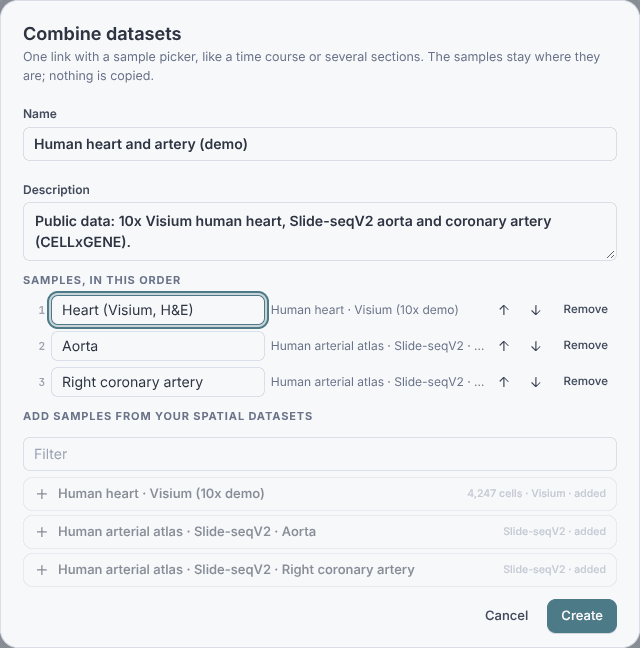 Combine datasets
One link with a sample picker, like a time course or several sections. The samples stay where they
are; nothing is copied.
Name
Human heart and artery (demo)
Description
Public data: 10x Visium human heart, Slide-seqV2 aorta and coronary artery
(CELLxGENE).
SAMPLES, IN THIS ORDER
1 Heart (Visium, H&E) Human heart · Visium (10x demo) ↑ ↓ Remove
2 Aorta Human arterial atlas · Slide-seqV2 · ... ↑ ↓ Remove
3 Right coronary artery Human arterial atlas · Slide-seqV2 · ... ↑ ↓ Remove
ADD SAMPLES FROM YOUR SPATIAL DATASETS
Filter
+ Human heart · Visium (10x demo) 4,247 cells · Visium · added
+ Human arterial atlas · Slide-seqV2 · Aorta Slide-seqV2 · added
+ Human arterial atlas · Slide-seqV2 · Right coronary artery Slide-seqV2 · added
Cancel Create